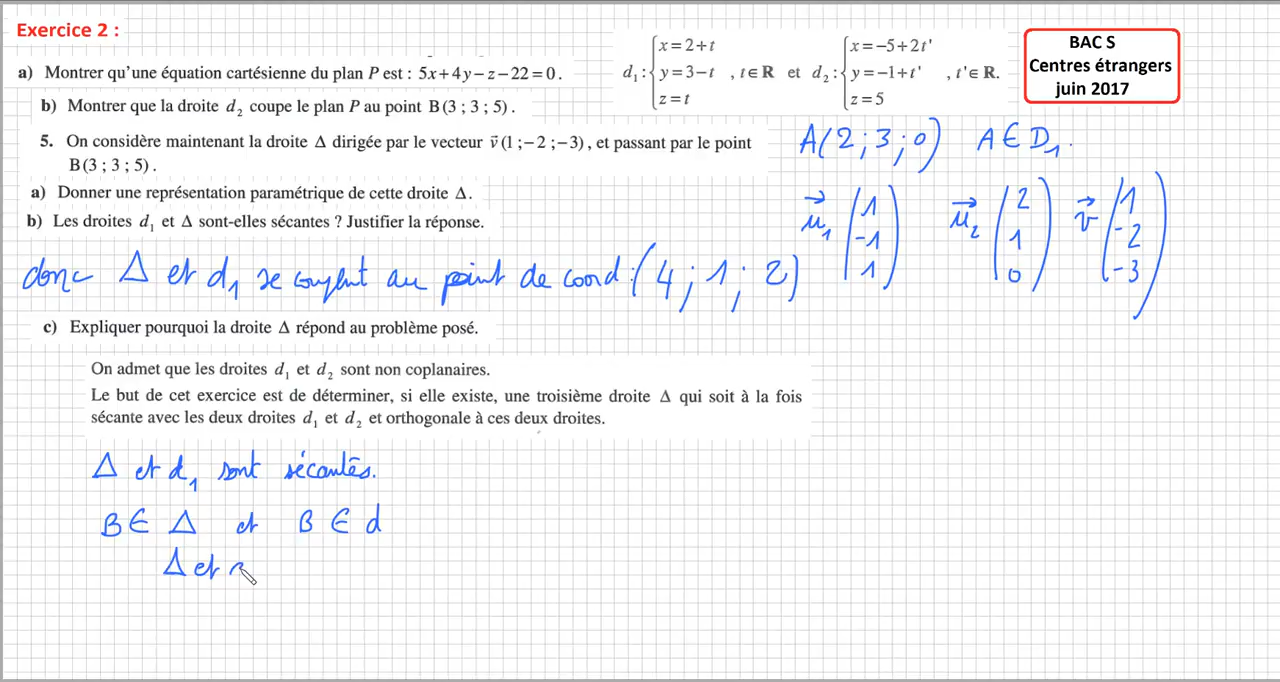 Exercice 2 :
a) Montrer qu'une équation cartésienne du plan P est : 5x+4y−z−22=0.
b) Montrer que la droite d₂ coupe le plan P au point B(3 ; 3 ; 5).
d₁: { x=2+t
y=3−t , t∈R et
z=t
d₂: { x=−5+2t'
y=−1+t' , t'∈R.
z=5
BAC S
Centres étrangers
juin 2017
5. On considère maintenant la droite Δ dirigée par le vecteur v⃗(1 ;−2 ;−3), et passant par le point
B(3 ; 3 ; 5).
a) Donner une représentation paramétrique de cette droite Δ.
b) Les droites d₁ et Δ sont-elles sécantes ? Justifier la réponse.
A(2 ; 3 ; 0) A ∈ D₁.
u⃗₁ (1 -1 1) u⃗₂ (2 1 0) v⃗ (1 -2 -3)
donc Δ et d₁ se coupent au point de coord : (4 ; 1 ; 2)
c) Expliquer pourquoi la droite Δ répond au problème posé.
On admet que les droites d₁ et d₂ sont non coplanaires.
Le but de cet exercice est de déterminer, si elle existe, une troisième droite Δ qui soit à la fois
sécante avec les deux droites d₁ et d₂ et orthogonale à ces deux droites.
Δ et d₁ sont sécantes.
B ∈ Δ et B ∈ d
Δ et